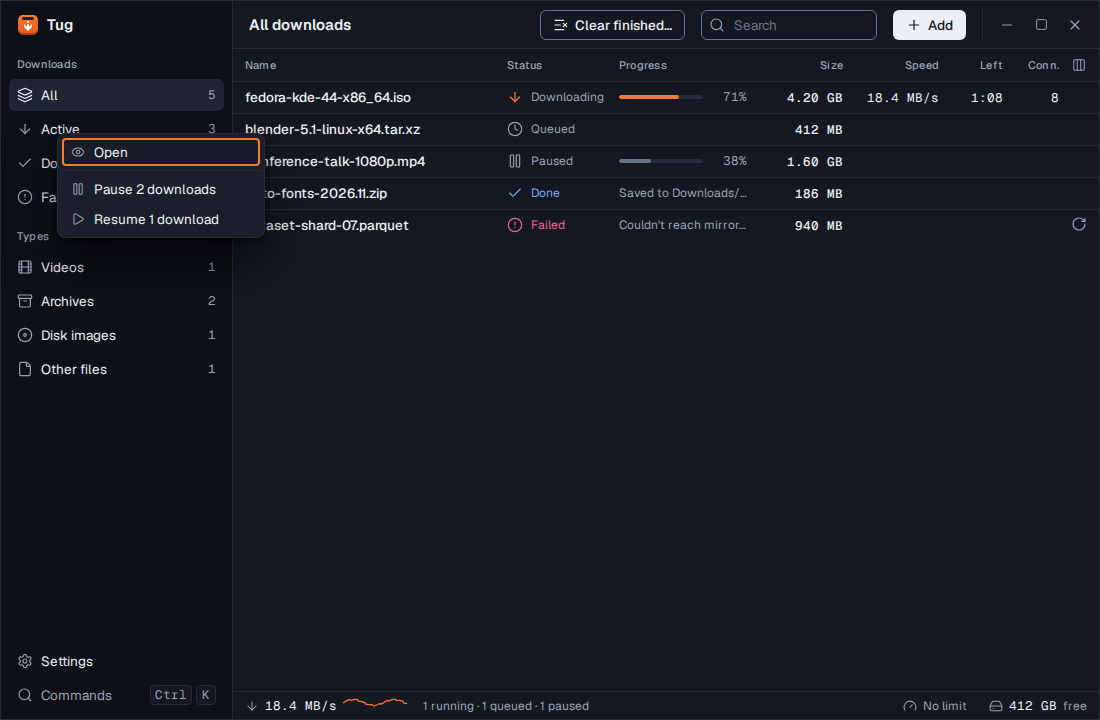 Tug
Downloads
All 5
Active 3
Do
Fa
Open
Pause 2 downloads
Resume 1 download
Types
Videos 1
Archives 2
Disk images 1
Other files 1
Settings
Commands Ctrl K
All downloads
Clear finished…
Search
Add
Name Status Progress Size Speed Left Conn.
fedora-kde-44-x86_64.iso Downloading 71% 4.20 GB 18.4 MB/s 1:08 8
blender-5.1-linux-x64.tar.xz Queued 412 MB
nference-talk-1080p.mp4 Paused 38% 1.60 GB
to-fonts-2026.11.zip Done Saved to Downloads/… 186 MB
aset-shard-07.parquet Failed Couldn't reach mirror… 940 MB
18.4 MB/s 1 running · 1 queued · 1 paused
No limit 412 GB free